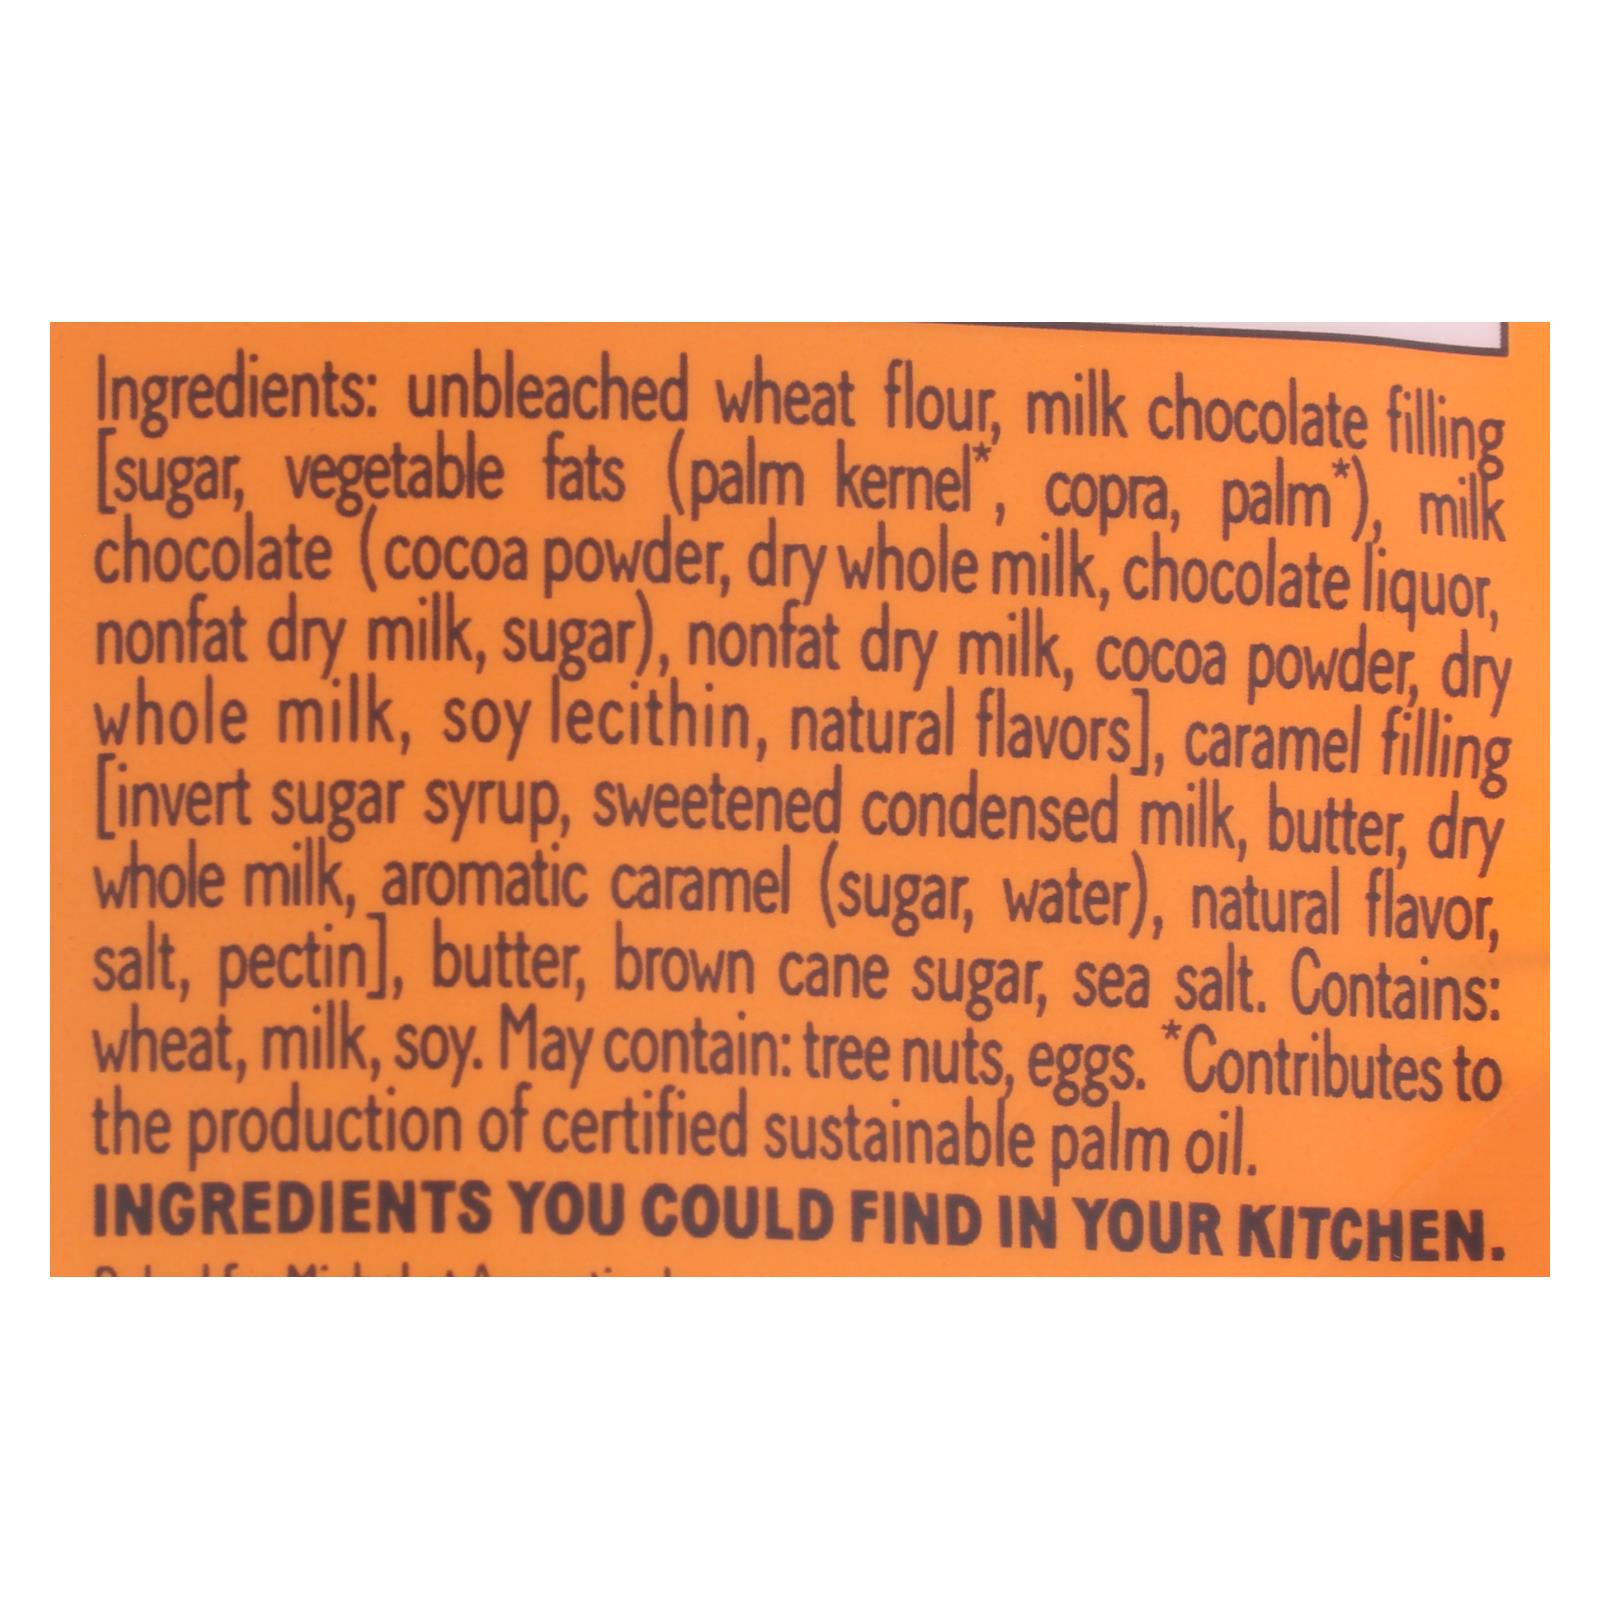 Ingredients: unbleached wheat flour, milk chocolate filling
[sugar, vegetable fats (palm kernel*, copra, palm*), milk
chocolate (cocoa powder, dry whole milk, chocolate liquor,
nonfat dry milk, sugar), nonfat dry milk, cocoa powder, dry
whole milk, soy lecithin, natural flavors], caramel filling
[invert sugar syrup, sweetened condensed milk, butter, dry
whole milk, aromatic caramel (sugar, water), natural flavor,
salt, pectin], butter, brown cane sugar, sea salt. Contains:
wheat, milk, soy. May contain: tree nuts, eggs. *Contributes to
the production of certified sustainable palm oil.
INGREDIENTS YOU COULD FIND IN YOUR KITCHEN.